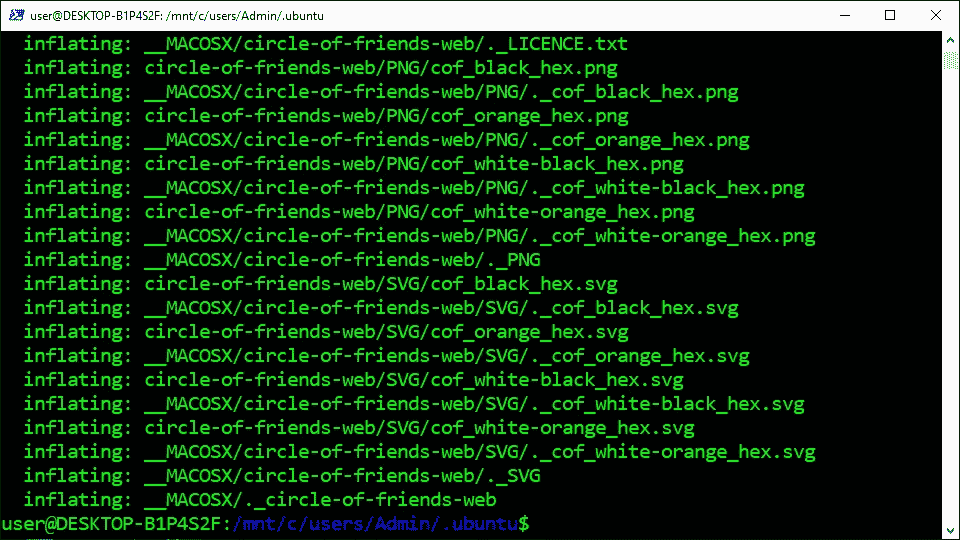 user@DESKTOP-B1P4S2F: /mnt/c/users/Admin/.ubuntu
inflating: __MACOSX/circle-of-friends-web/._LICENCE.txt
inflating: circle-of-friends-web/PNG/cof_black_hex.png
inflating: __MACOSX/circle-of-friends-web/PNG/._cof_black_hex.png
inflating: circle-of-friends-web/PNG/cof_orange_hex.png
inflating: __MACOSX/circle-of-friends-web/PNG/._cof_orange_hex.png
inflating: circle-of-friends-web/PNG/cof_white-black_hex.png
inflating: __MACOSX/circle-of-friends-web/PNG/._cof_white-black_hex.png
inflating: circle-of-friends-web/PNG/cof_white-orange_hex.png
inflating: __MACOSX/circle-of-friends-web/PNG/._cof_white-orange_hex.png
inflating: __MACOSX/circle-of-friends-web/._PNG
inflating: circle-of-friends-web/SVG/cof_black_hex.svg
inflating: __MACOSX/circle-of-friends-web/SVG/._cof_black_hex.svg
inflating: circle-of-friends-web/SVG/cof_orange_hex.svg
inflating: __MACOSX/circle-of-friends-web/SVG/._cof_orange_hex.svg
inflating: circle-of-friends-web/SVG/cof_white-black_hex.svg
inflating: __MACOSX/circle-of-friends-web/SVG/._cof_white-black_hex.svg
inflating: circle-of-friends-web/SVG/cof_white-orange_hex.svg
inflating: __MACOSX/circle-of-friends-web/SVG/._cof_white-orange_hex.svg
inflating: __MACOSX/circle-of-friends-web/._SVG
inflating: __MACOSX/._circle-of-friends-web
user@DESKTOP-B1P4S2F:/mnt/c/users/Admin/.ubuntu$